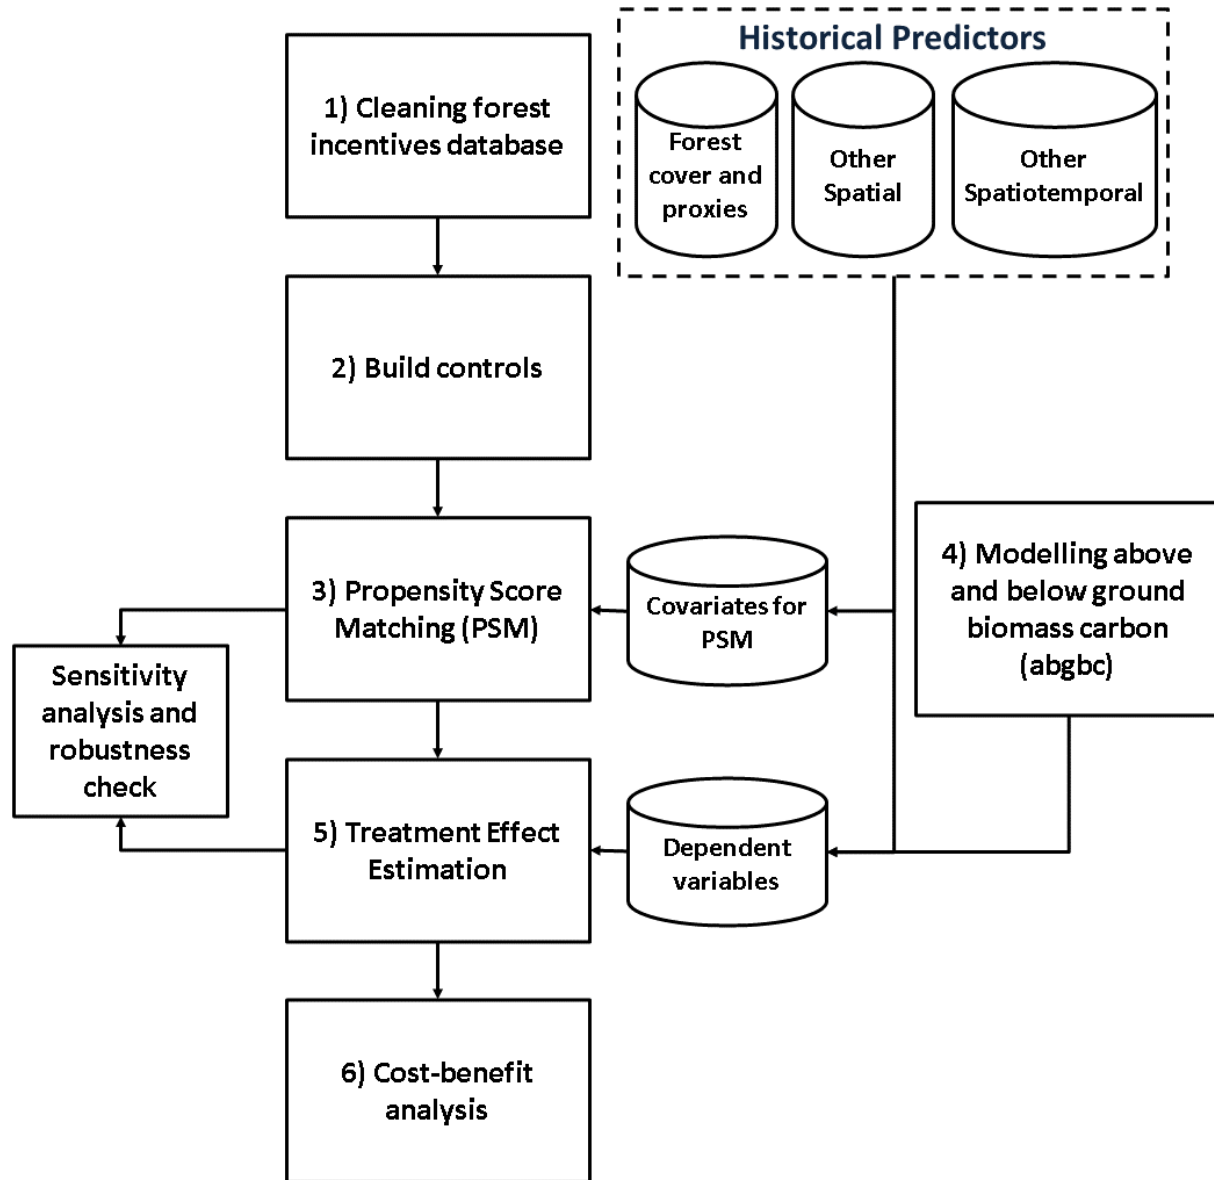 1) Cleaning forest
incentives database
Historical Predictors
Forest
cover and
proxies
Other
Spatial
Other
Spatiotemporal
2) Build controls
3) Propensity Score
Matching (PSM)
Covariates for
PSM
4) Modelling above
and below ground
biomass carbon
(abgbc)
Sensitivity
analysis and
robustness
check
5) Treatment Effect
Estimation
Dependent
variables
6) Cost-benefit
analysis